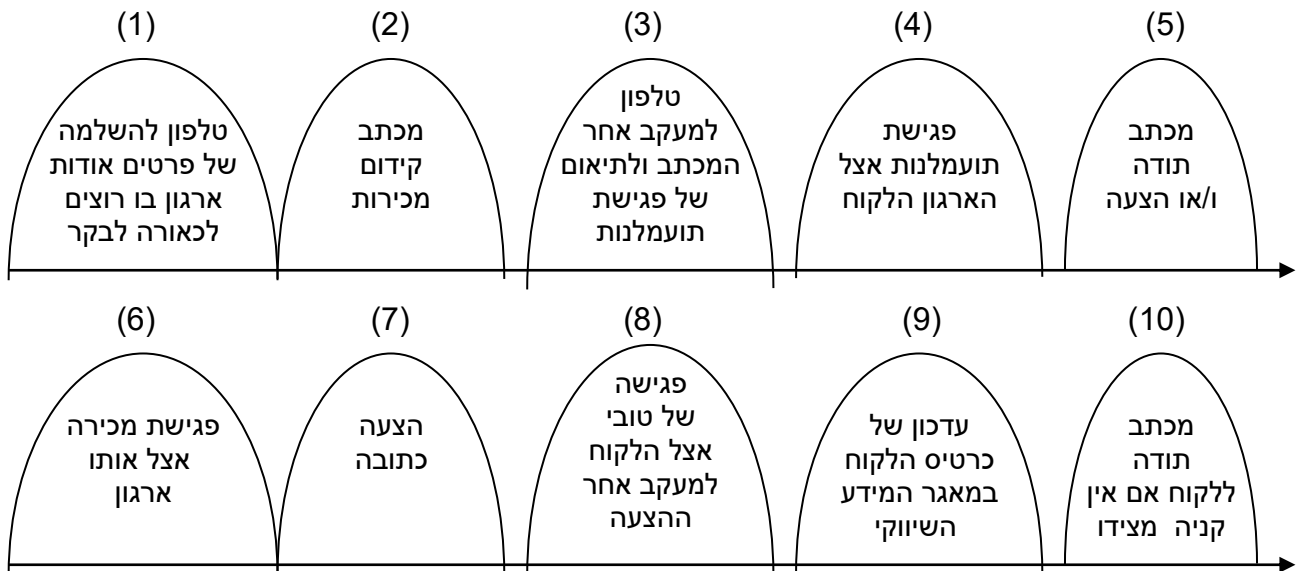 (1)
טלפון להשלמה
של פרטים אודות
ארגון בו רוצים
לכאורה לבקר
(2)
מכתב
קידום
מכירות
(3)
טלפון
למעקב אחר
המכתב ולתיאום
של פגישת
תועמלנות
(4)
פגישת
תועמלנות אצל
הארגון הלקוח
(5)
מכתב
תודה
ו/או הצעה
(6)
פגישת מכירה
אצל אותו
ארגון
(7)
הצעה
כתובה
(8)
פגישה
של טובי
אצל הלקוח
למעקב אחר
ההצעה
(9)
עדכון של
כרטיס הלקוח
במאגר המידע
השיווקי
(10)
מכתב
תודה
ללקוח אם אין
קניה מצידו